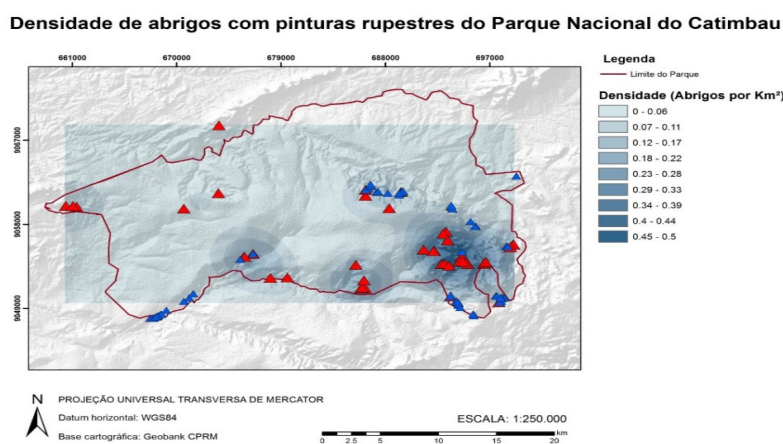 Densidade de abrigos com pinturas rupestres do Parque Nacional do Catimbau
661000 670000 679000 688000 697000
9067000
9058000
9049000
Legenda
Limite do Parque
Densidade (Abrigos por Km²)
0 - 0.06
0.07 - 0.11
0.12 - 0.17
0.18 - 0.22
0.23 - 0.28
0.29 - 0.33
0.34 - 0.39
0.4 - 0.44
0.45 - 0.5
N
PROJEÇÃO UNIVERSAL TRANSVERSA DE MERCATOR
Datum horizontal: WGS84
Base cartográfica: Geobank CPRM
ESCALA: 1:250.000
0 2.5 5 10 15 20 km